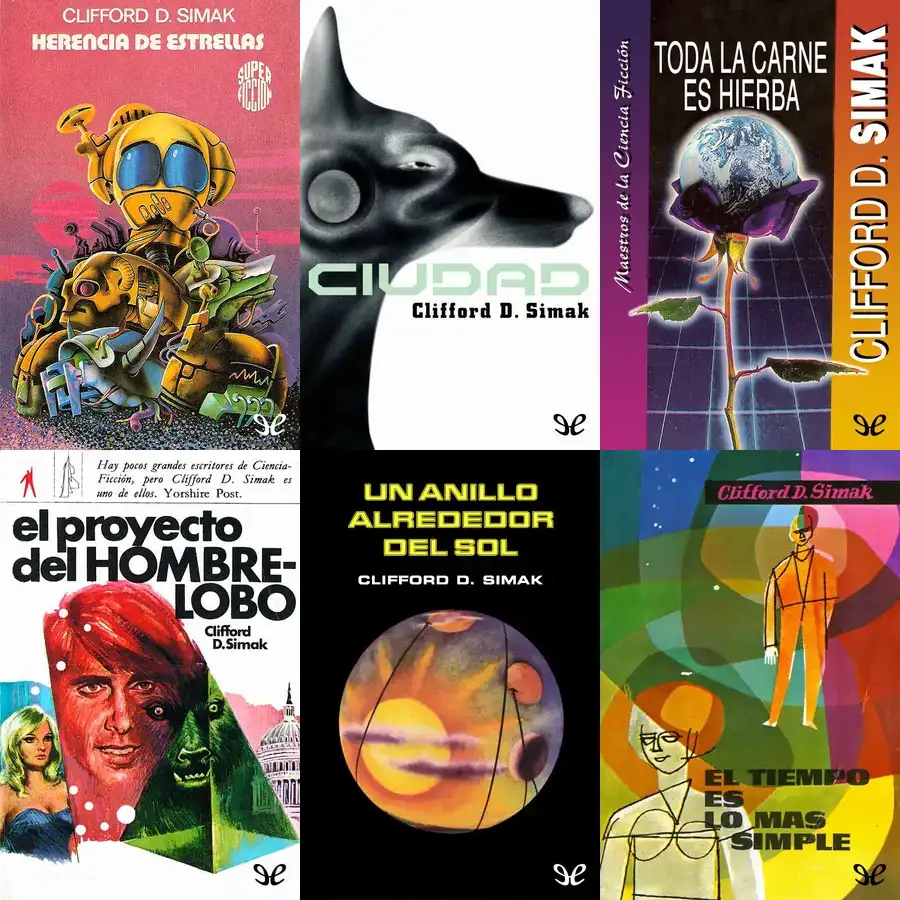 CLIFFORD D. SIMAK
HERENCIA DE ESTRELLAS
SUPER
FICCION
CIUDAD
Clifford D. Simak
Maestros de la Ciencia Ficción
TODA LA CARNE
ES HIERBA
CLIFFORD D. SIMAK
Hay pocos grandes escritores de Ciencia-
Ficción, pero Clifford D. Simak es
uno de ellos. Yorshire Post.
el proyecto
del HOMBRE-
LOBO
Clifford
D.Simak
UN ANILLO
ALREDEDOR
DEL SOL
CLIFFORD D. SIMAK
Clifford D. Simak
EL TIEMPO
ES
LO MAS
SIMPLE